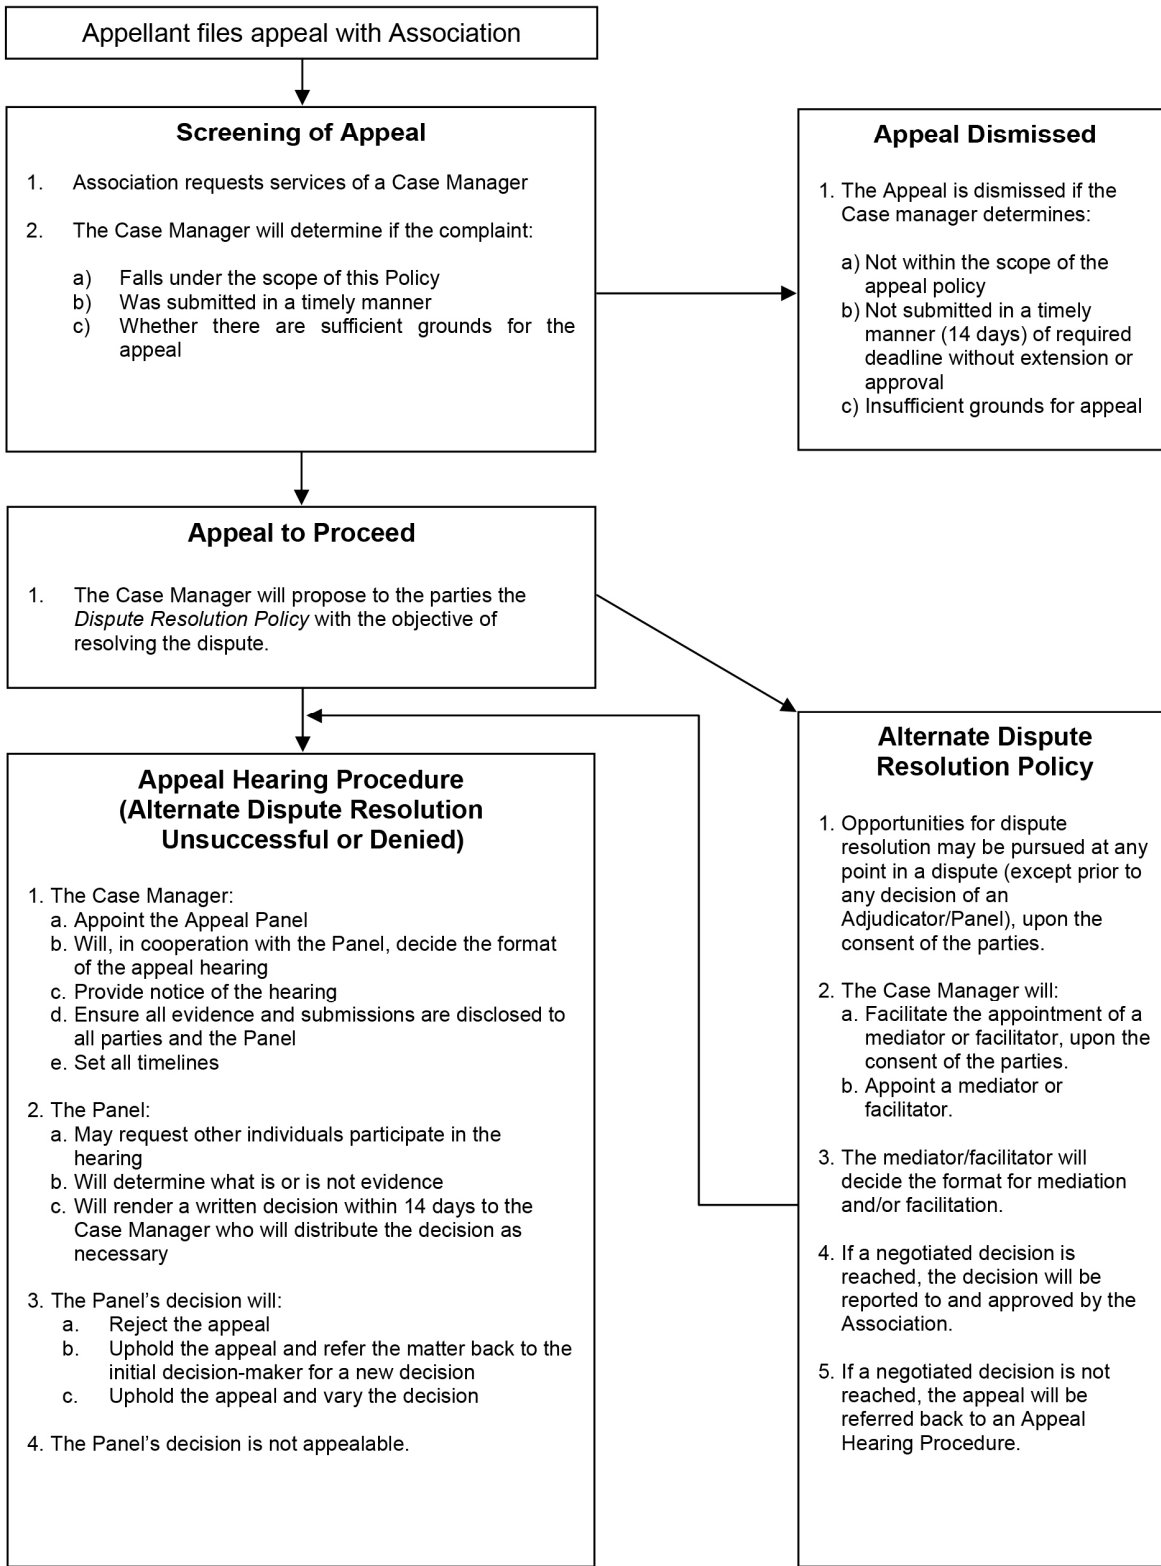 Appellant files appeal with Association
Screening of Appeal
1. Association requests services of a Case Manager
2. The Case Manager will determine if the complaint:
a) Falls under the scope of this Policy
b) Was submitted in a timely manner
c) Whether there are sufficient grounds for the
appeal
Appeal Dismissed
1. The Appeal is dismissed if the
Case manager determines:
a) Not within the scope of the
appeal policy
b) Not submitted in a timely
manner (14 days) of required
deadline without extension or
approval
c) Insufficient grounds for appeal
Appeal to Proceed
1. The Case Manager will propose to the parties the
Dispute Resolution Policy with the objective of
resolving the dispute.
Appeal Hearing Procedure
(Alternate Dispute Resolution
Unsuccessful or Denied)
1. The Case Manager:
a. Appoint the Appeal Panel
b. Will, in cooperation with the Panel, decide the format
of the appeal hearing
c. Provide notice of the hearing
d. Ensure all evidence and submissions are disclosed to
all parties and the Panel
e. Set all timelines
2. The Panel:
a. May request other individuals participate in the
hearing
b. Will determine what is or is not evidence
c. Will render a written decision within 14 days to the
Case Manager who will distribute the decision as
necessary
3. The Panel's decision will:
a. Reject the appeal
b. Uphold the appeal and refer the matter back to the
initial decision-maker for a new decision
c. Uphold the appeal and vary the decision
4. The Panel's decision is not appealable.
Alternate Dispute
Resolution Policy
1. Opportunities for dispute
resolution may be pursued at any
point in a dispute (except prior to
any decision of an
Adjudicator/Panel), upon the
consent of the parties.
2. The Case Manager will:
a. Facilitate the appointment of a
mediator or facilitator, upon the
consent of the parties.
b. Appoint a mediator or
facilitator.
3. The mediator/facilitator will
decide the format for mediation
and/or facilitation.
4. If a negotiated decision is
reached, the decision will be
reported to and approved by the
Association.
5. If a negotiated decision is not
reached, the appeal will be
referred back to an Appeal
Hearing Procedure.